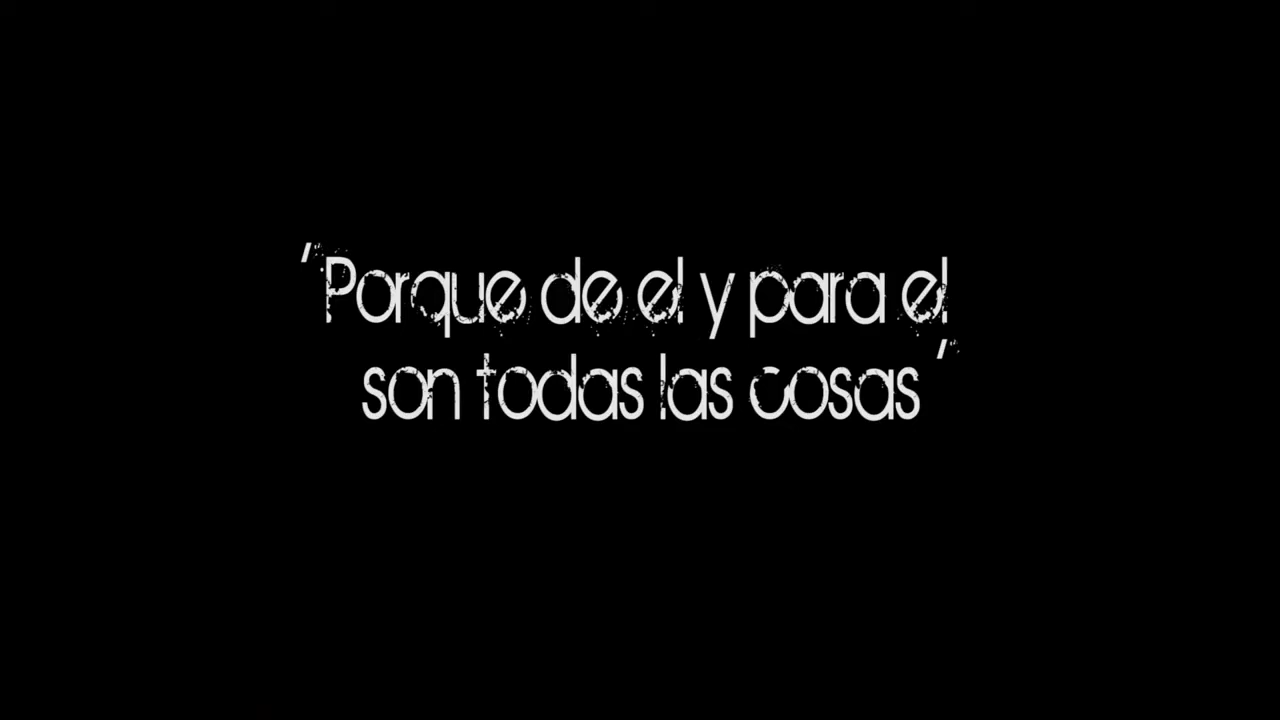 "Porque de el y para el
son todas las cosas"